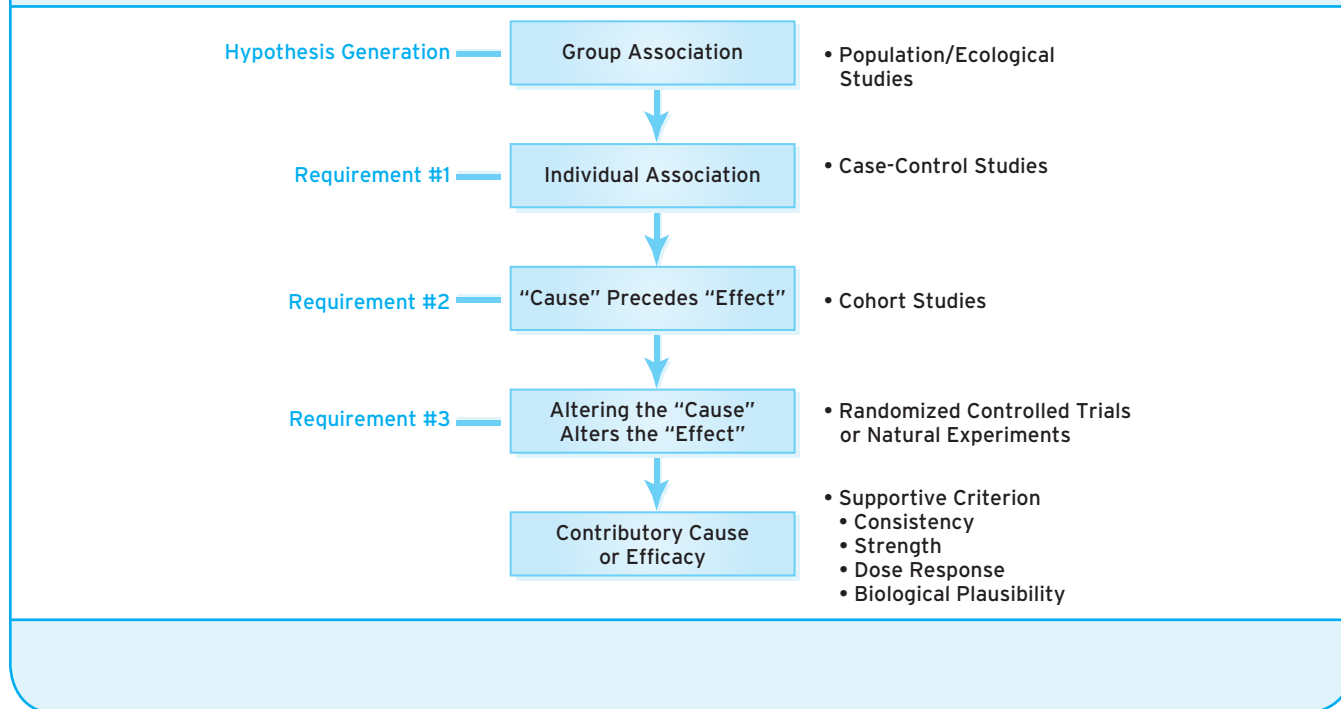 Hypothesis Generation
Group Association
• Population/Ecological
Studies
Requirement #1
Individual Association
• Case-Control Studies
Requirement #2
“Cause” Precedes “Effect”
• Cohort Studies
Requirement #3
Altering the “Cause”
Alters the “Effect”
• Randomized Controlled Trials
or Natural Experiments
Contributory Cause
or Efficacy
• Supportive Criterion
• Consistency
• Strength
• Dose Response
• Biological Plausibility